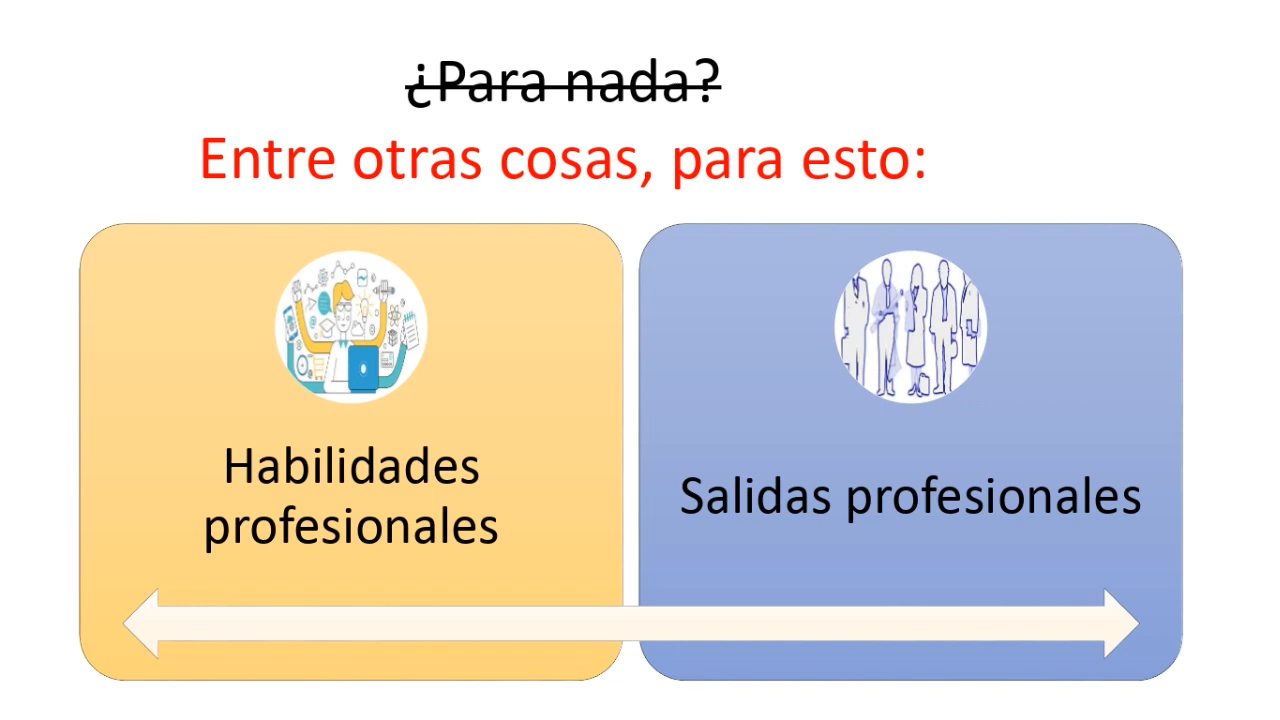 ¿Para nada?
Entre otras cosas, para esto:
Habilidades
profesionales
Salidas profesionales